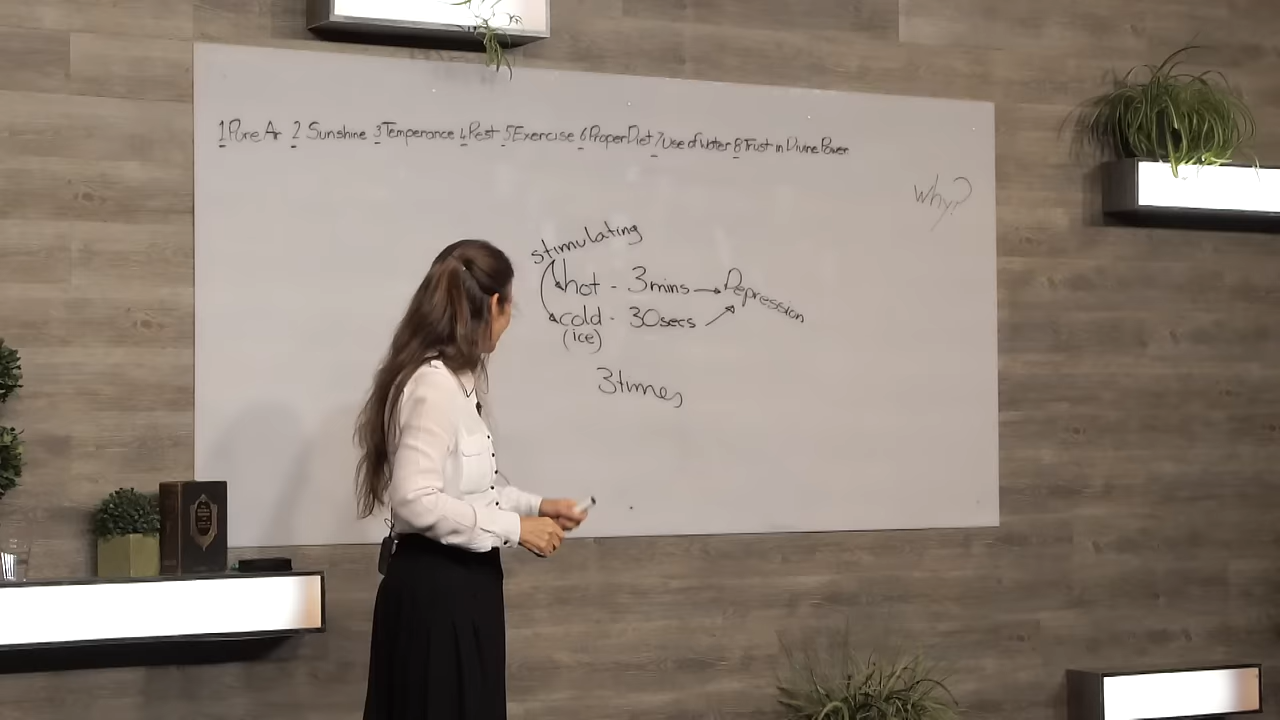 1 Pure Air 2 Sunshine 3 Temperance 4 Rest 5 Exercise 6 Proper Diet 7 Use of Water 8 Trust in Divine Power
why?
stimulating
hot - 3mins → Depression
cold - 30secs
(ice)
3times